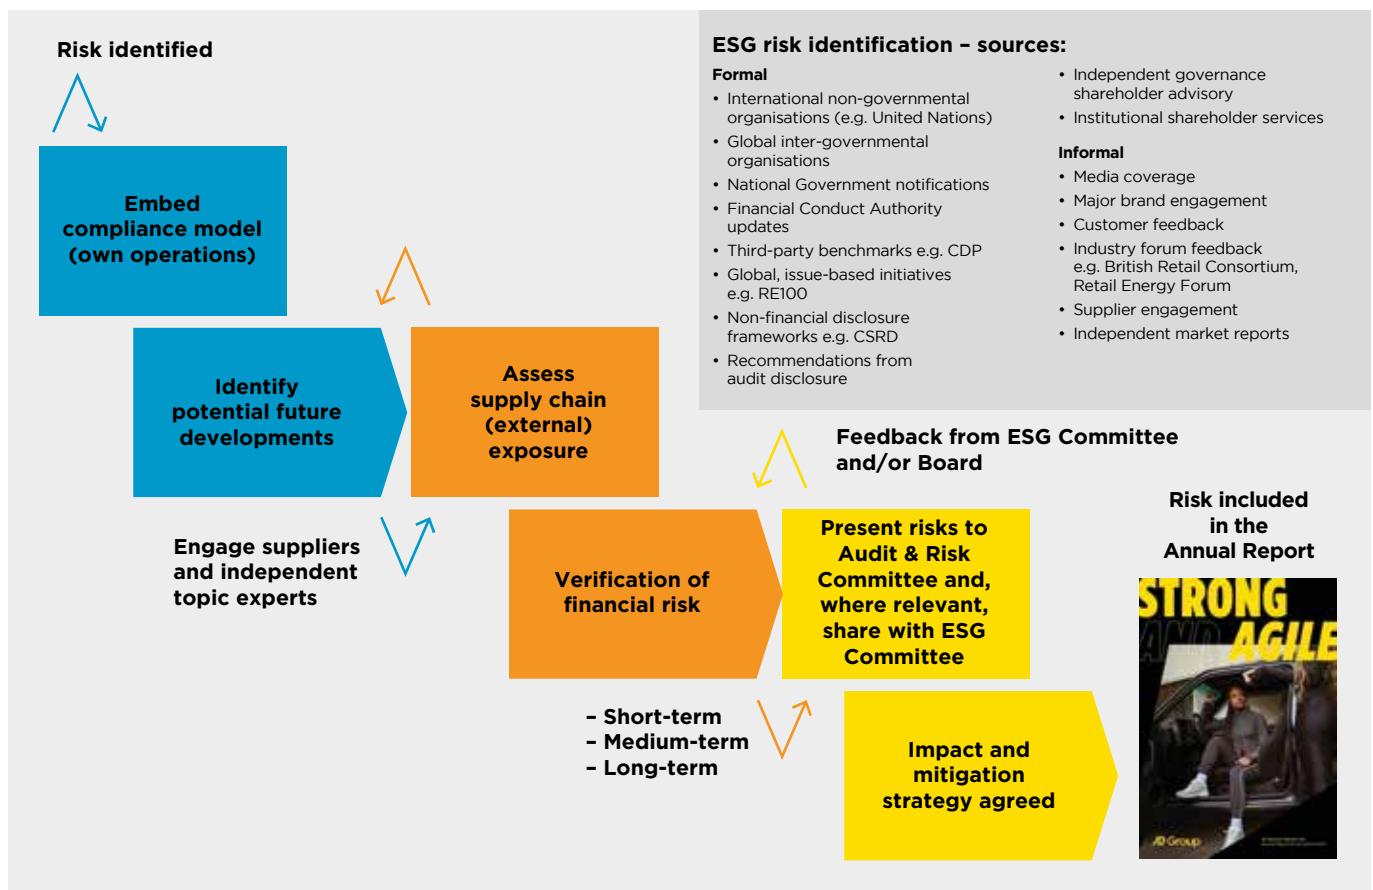 Risk identified
Embed
compliance model
(own operations)
Identify
potential future
developments
Engage suppliers
and independent
topic experts
Assess
supply chain
(external)
exposure
Verification of
financial risk
– Short-term
– Medium-term
– Long-term
ESG risk identification – sources:
Formal
• International non-governmental
organisations (e.g. United Nations)
• Global inter-governmental
organisations
• National Government notifications
• Financial Conduct Authority
updates
• Third-party benchmarks e.g. CDP
• Global, issue-based initiatives
e.g. RE100
• Non-financial disclosure
frameworks e.g. CSRD
• Recommendations from
audit disclosure
• Independent governance
shareholder advisory
• Institutional shareholder services
Informal
• Media coverage
• Major brand engagement
• Customer feedback
• Industry forum feedback
e.g. British Retail Consortium,
Retail Energy Forum
• Supplier engagement
• Independent market reports
Feedback from ESG Committee
and/or Board
Present risks to
Audit & Risk
Committee and,
where relevant,
share with ESG
Committee
Impact and
mitigation
strategy agreed
Risk included
in the
Annual Report
STRONG
AND AGILE
JD Group